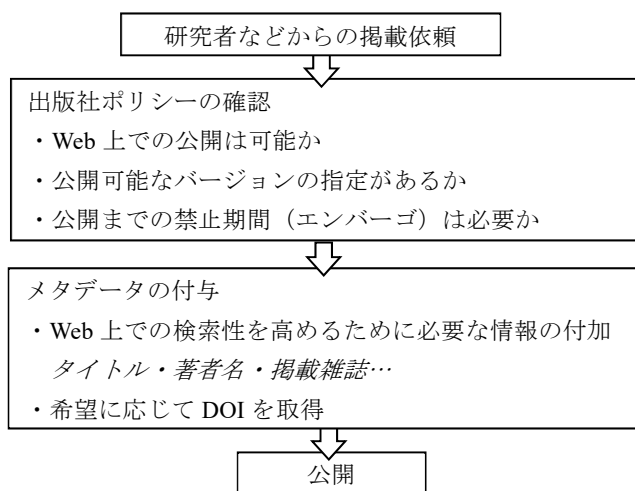 研究者などからの掲載依頼
出版社ポリシーの確認
・Web 上での公開は可能か
・公開可能なバージョンの指定があるか
・公開までの禁止期間（エンバーゴ）は必要か
メタデータの付与
・Web 上での検索性を高めるために必要な情報の付加
タイトル・著者名・掲載雑誌…
・希望に応じて DOI を取得
公開